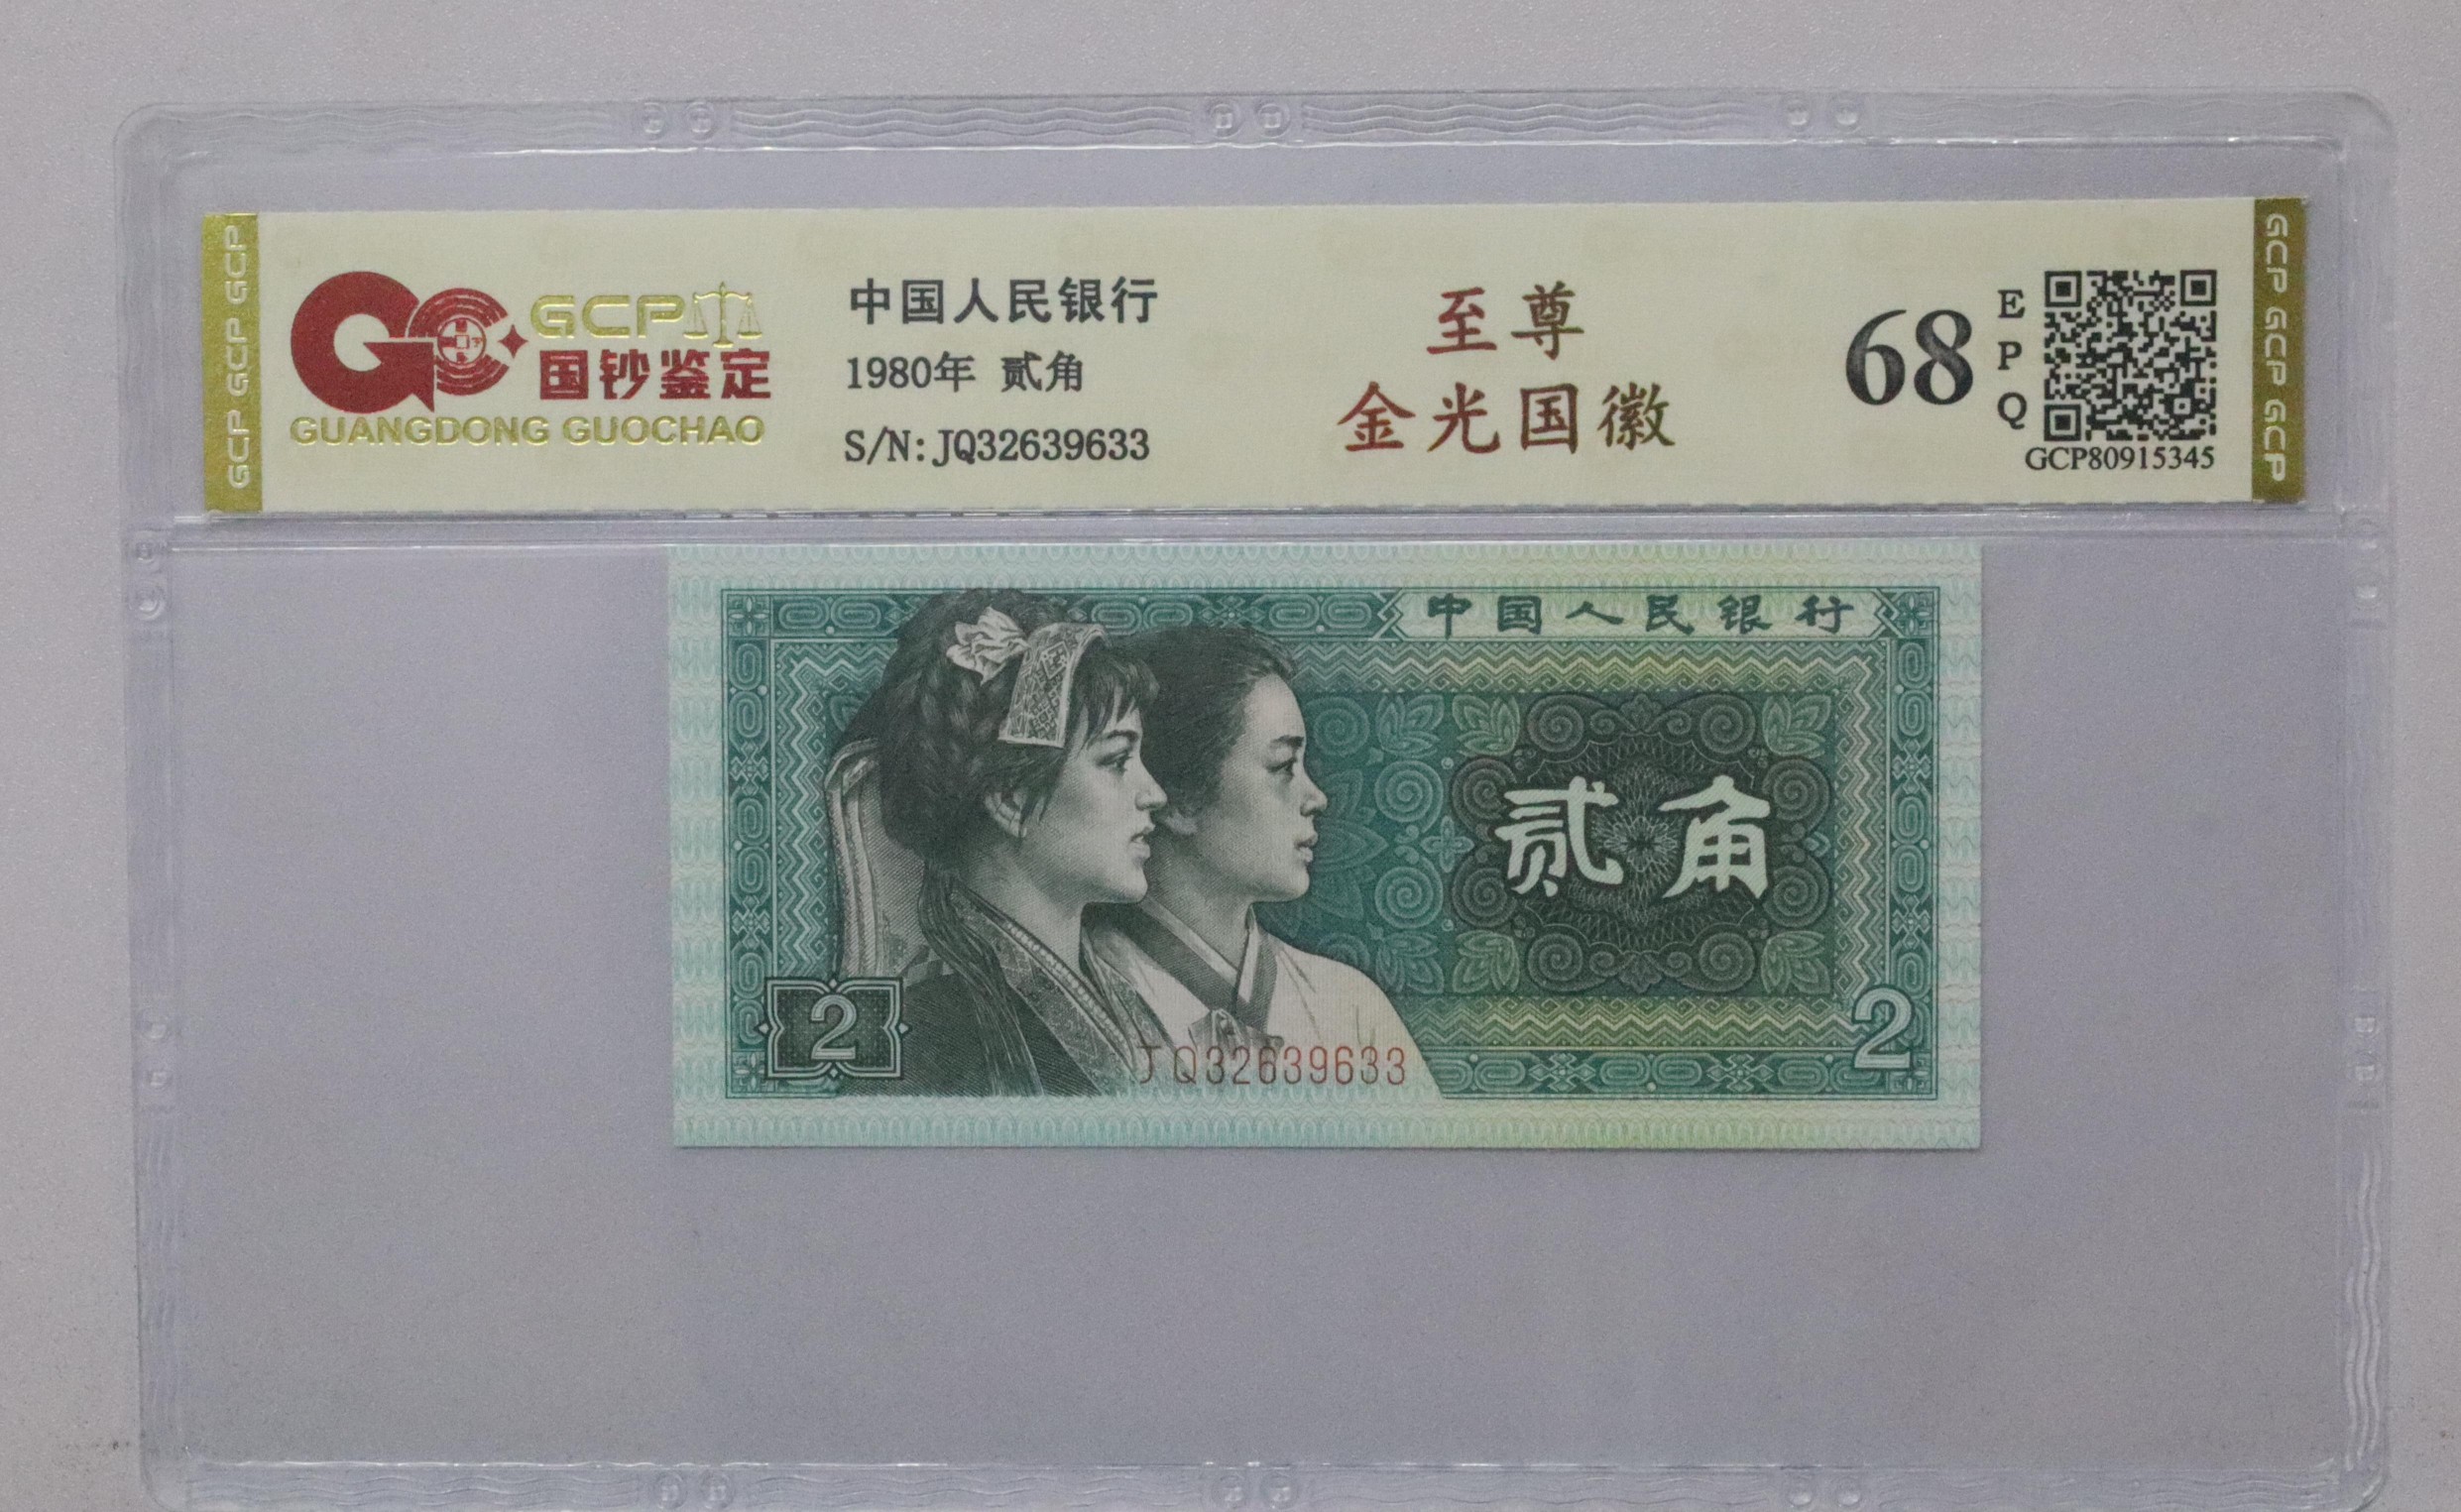 GCP GCP GCP
GCP
国钞鉴定
GUANGDONG GUOCHAO
中国人民银行
1980年 贰角
S/N:JQ32639633
至尊
金光国徽
68
EPQ
GCP80915345
GCP GCP GCP
中国人民银行
贰角
2
JQ32639633
2